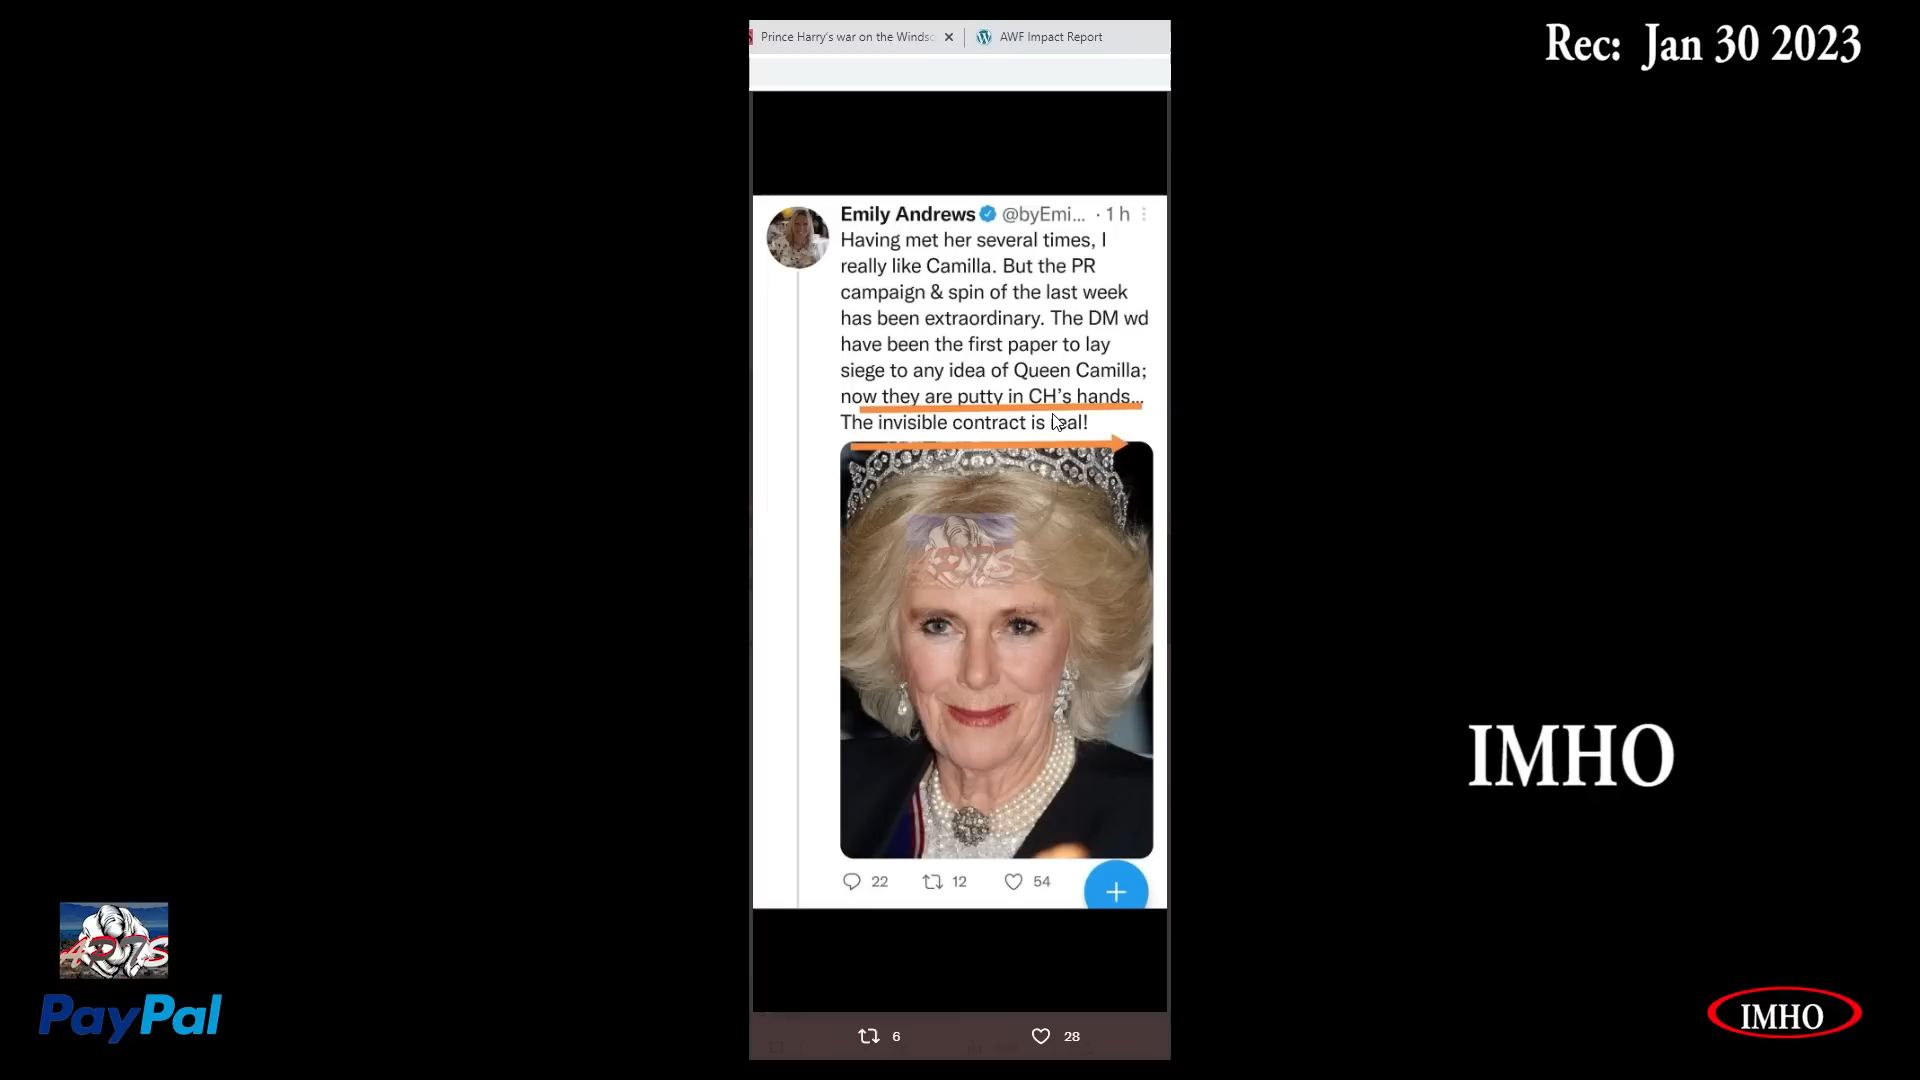 Prince Harry's war on the Windsc
AWF Impact Report
Rec: Jan 30 2023
Emily Andrews @byEmi... · 1 h
Having met her several times, I
really like Camilla. But the PR
campaign & spin of the last week
has been extraordinary. The DM wd
have been the first paper to lay
siege to any idea of Queen Camilla;
now they are putty in CH's hands...
The invisible contract is real!
22 12 54
IMHO
PayPal
IMHO
6 28